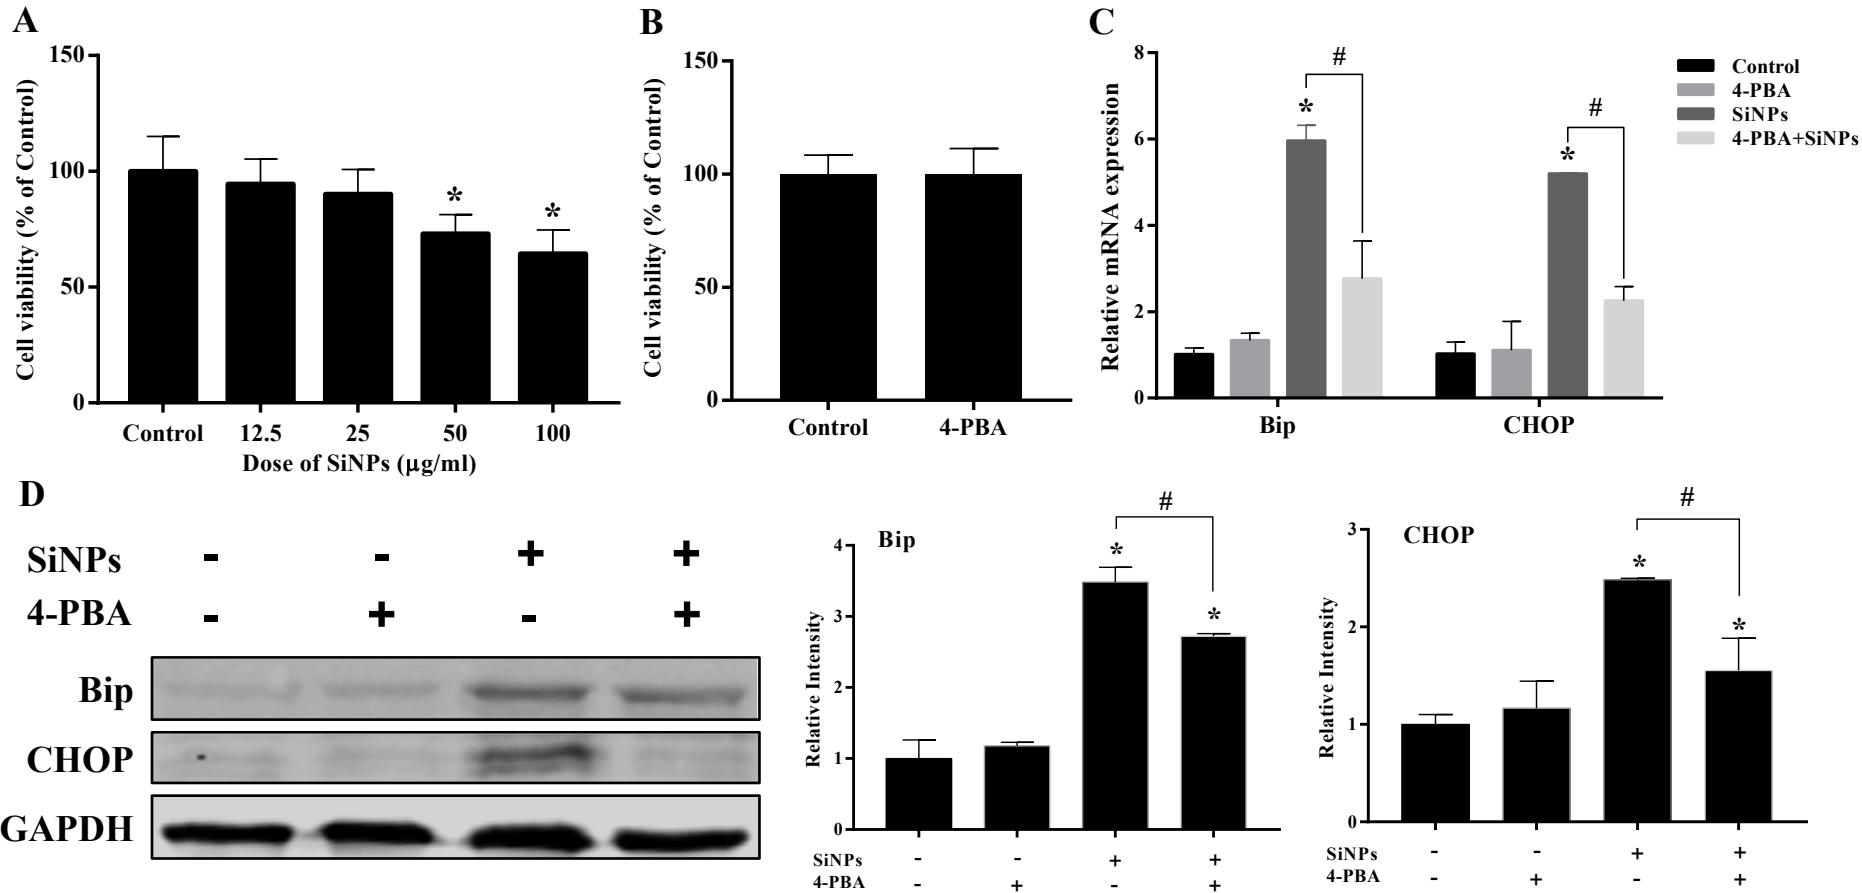 A
Cell viability (% of Control)
150
100
50
0
*
*
Control 12.5 25 50 100
Dose of SiNPs (μg/ml)
B
Cell viability (% of Control)
150
100
50
0
Control 4-PBA
C
Relative mRNA expression
8
6
4
2
0
*
#
*
#
Bip CHOP
Control
4-PBA
SiNPs
4-PBA+SiNPs
D
SiNPs - - + +
4-PBA - + - +
Bip
CHOP
GAPDH
Bip
Relative Intensity
4
3
2
1
0
#
*
*
SiNPs - - + +
4-PBA - + - +
CHOP
Relative Intensity
3
2
1
0
#
*
*
SiNPs - - + +
4-PBA - + - +